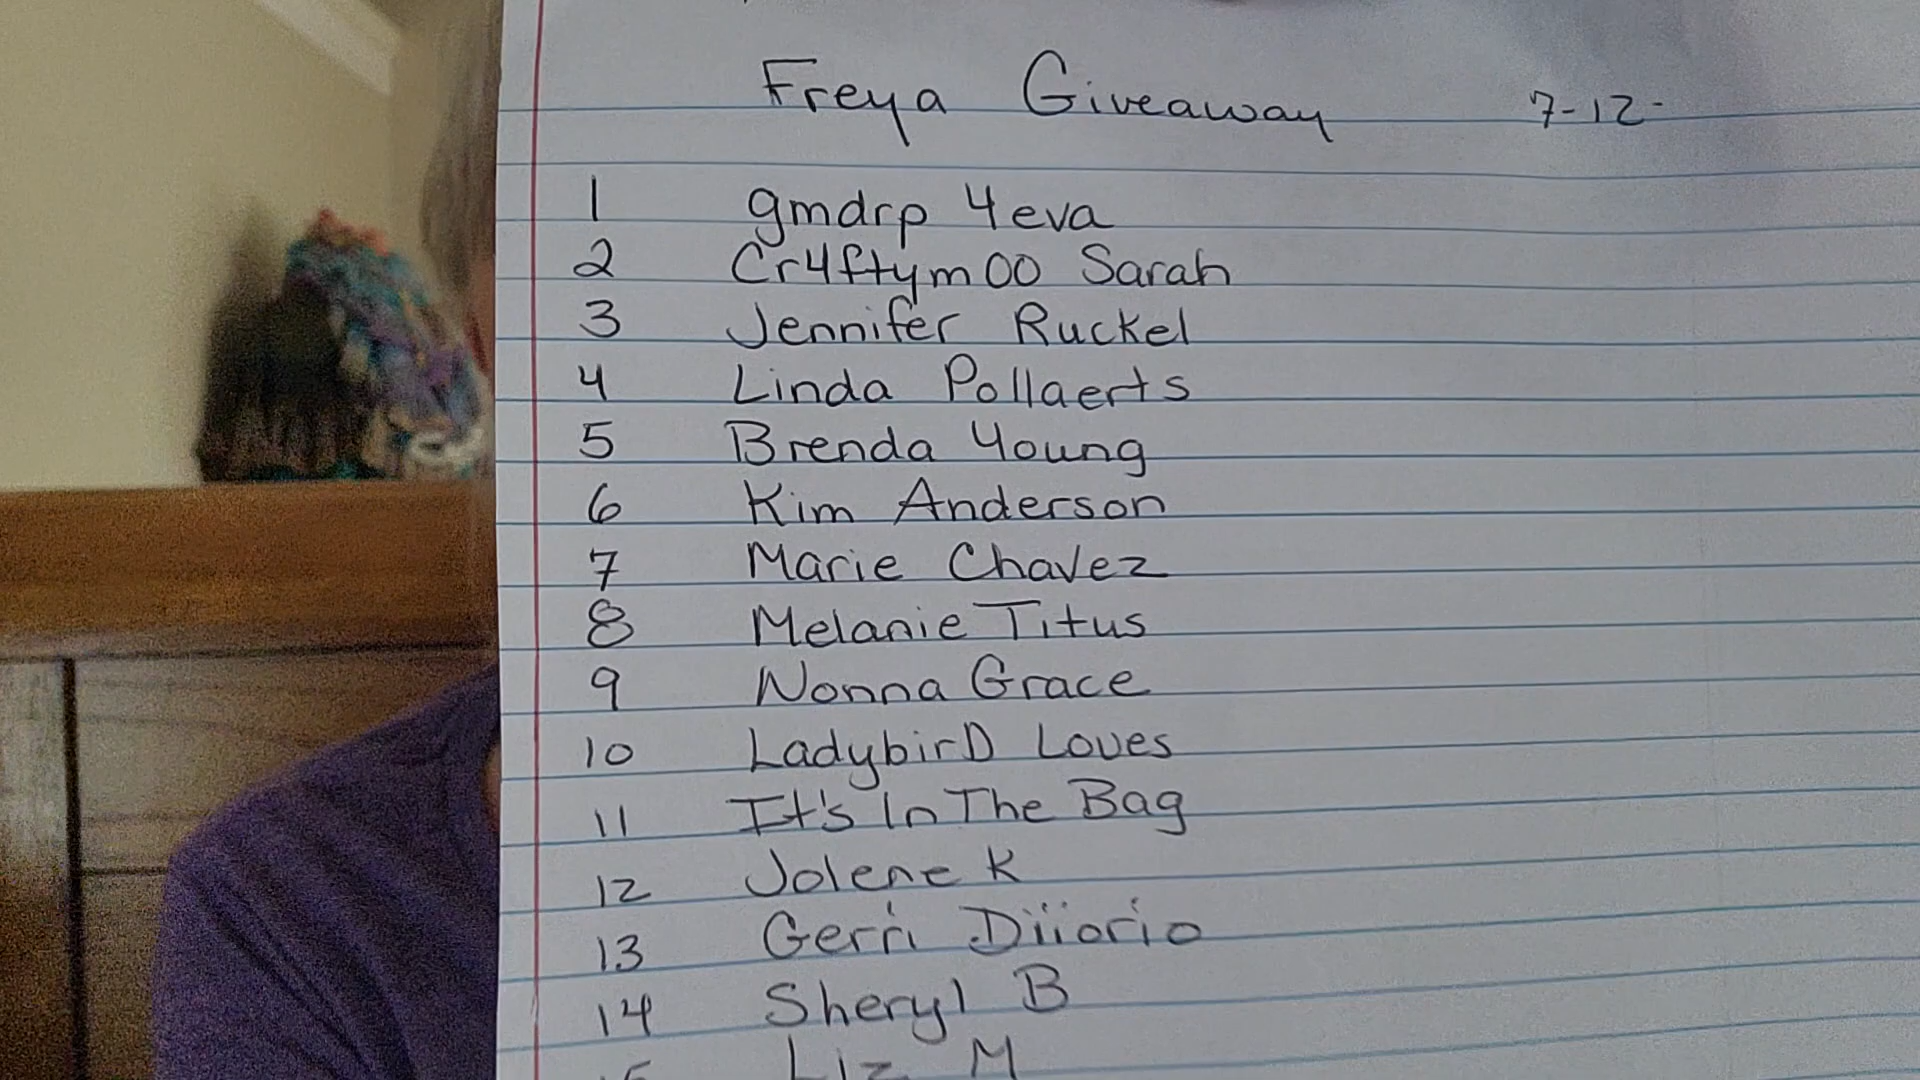 Freya Giveaway 7-12-
1 gmdrp 4eva
2 Cr4ftym00 Sarah
3 Jennifer Ruckel
4 Linda Pollaerts
5 Brenda Young
6 Kim Anderson
7 Marie Chavez
8 Melanie Titus
9 Nonna Grace
10 LadybirD Loves
11 It's In The Bag
12 Jolene K
13 Gerri Diiorio
14 Sheryl B
15 Liz M